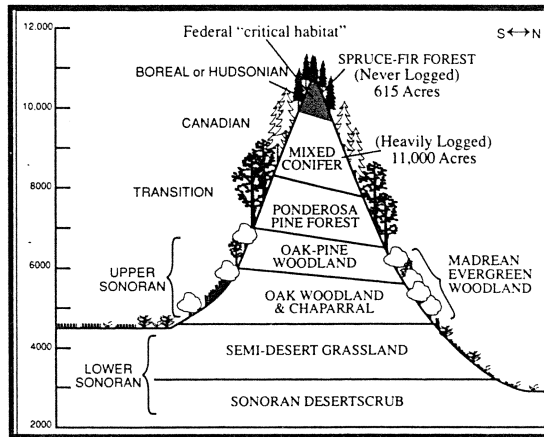 12.000
Federal "critical habitat"
S ↔ N
BOREAL or HUDSONIAN
SPRUCE-FIR FOREST
(Never Logged)
615 Acres
10.000
CANADIAN
(Heavily Logged)
11,000 Acres
MIXED
CONIFER
8000
TRANSITION
PONDEROSA
PINE FOREST
OAK-PINE
WOODLAND
6000
UPPER
SONORAN
MADREAN
EVERGREEN
WOODLAND
OAK WOODLAND
& CHAPARRAL
4000
SEMI-DESERT GRASSLAND
LOWER
SONORAN
SONORAN DESERTSCRUB
2000